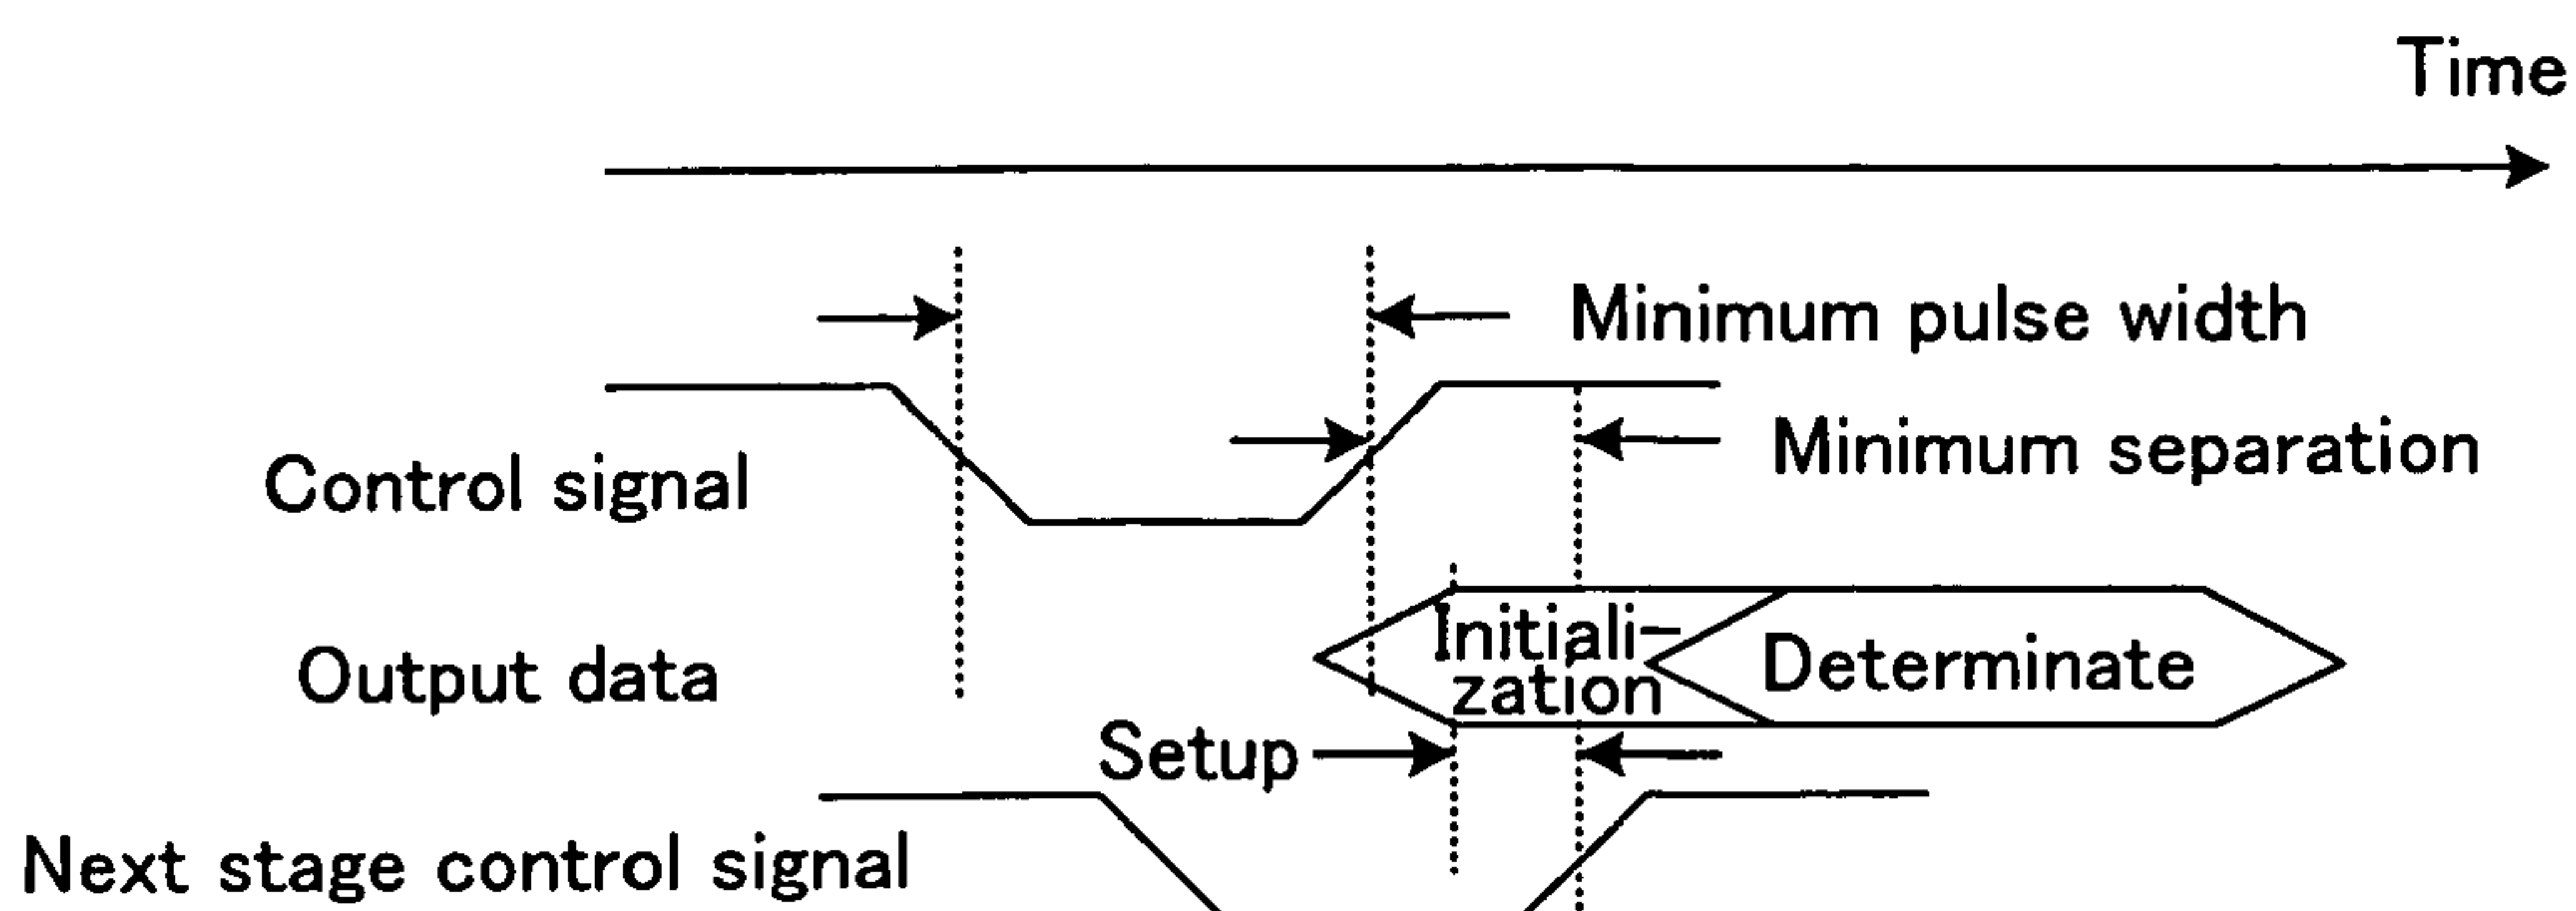 Time
Minimum pulse width
Control signal
Minimum separation
Output data
Initiali-
zation
Determinate
Setup
Next stage control signal